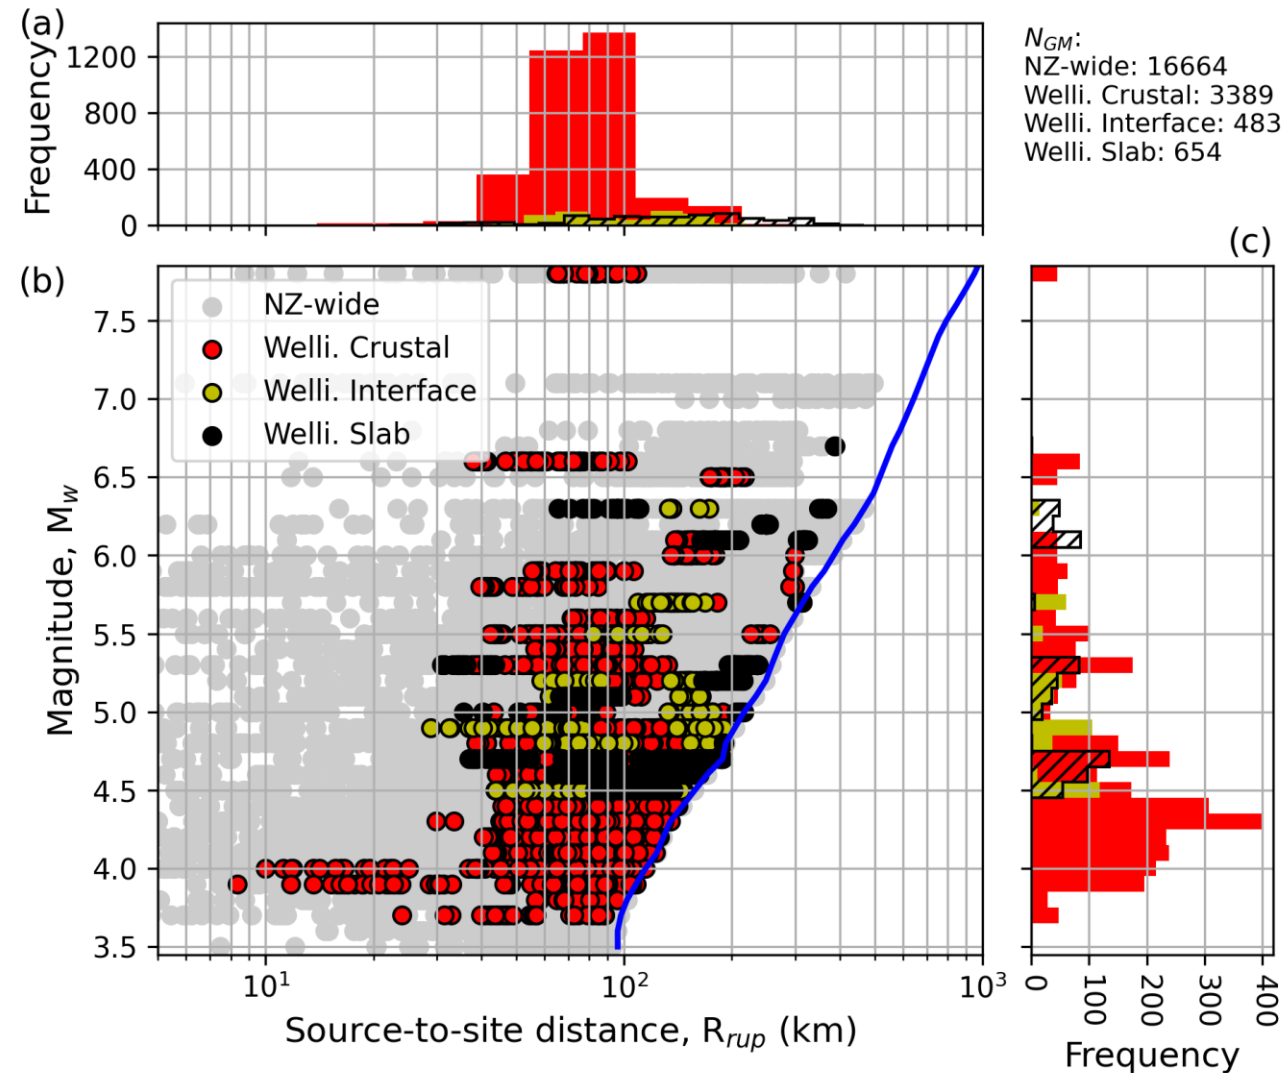 (a)
Frequency
1200
800
400
0
N_GM:
NZ-wide: 16664
Welli. Crustal: 3389
Welli. Interface: 483
Welli. Slab: 654
(b)
Magnitude, M_w
7.5
7.0
6.5
6.0
5.5
5.0
4.5
4.0
3.5
NZ-wide
Welli. Crustal
Welli. Interface
Welli. Slab
10^1
10^2
10^3
Source-to-site distance, R_rup (km)
(c)
0
100
200
300
400
Frequency